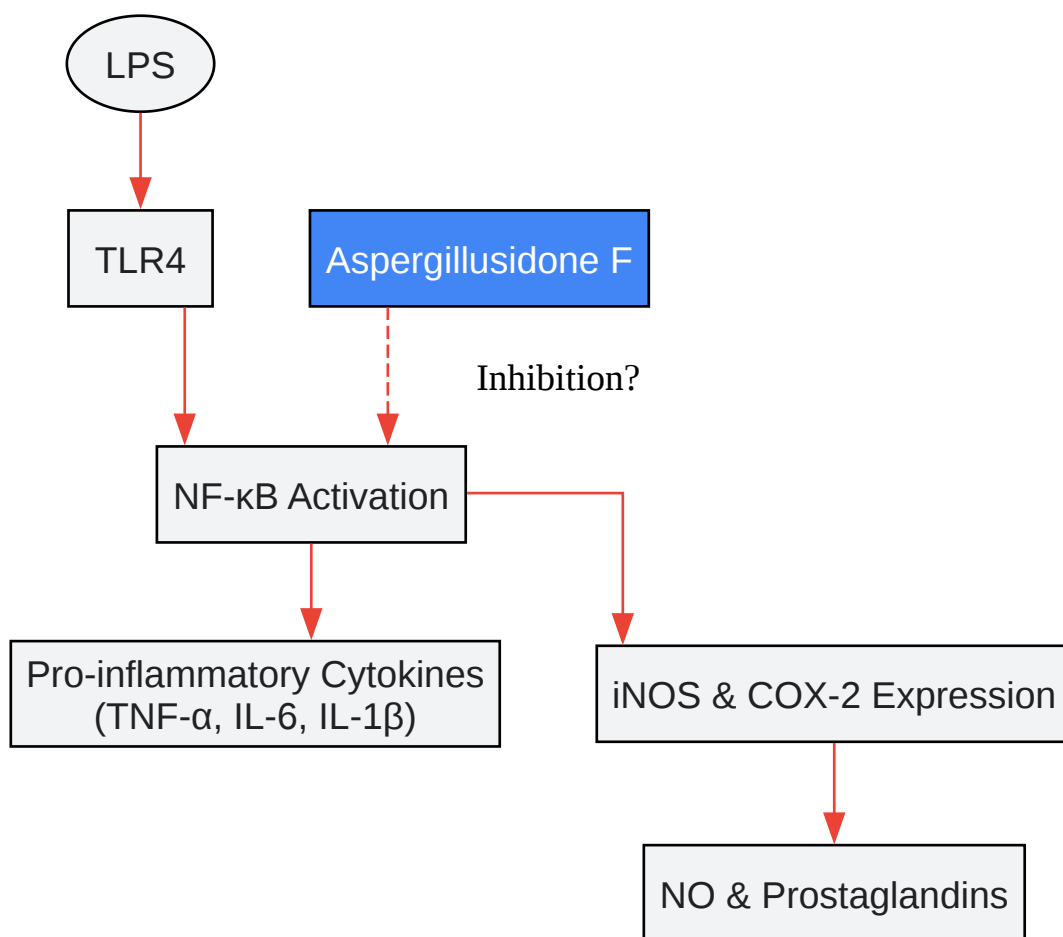 LPS
TLR4
Aspergillusidone F
Inhibition?
NF-κB Activation
Pro-inflammatory Cytokines
(TNF-α, IL-6, IL-1β)
iNOS & COX-2 Expression
NO & Prostaglandins